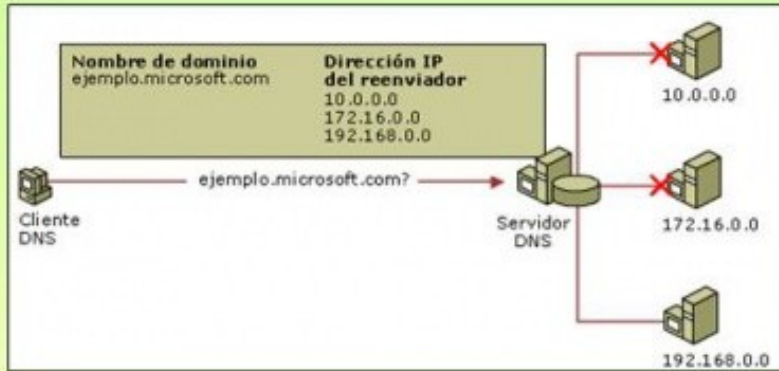 Nombre de dominio
ejemplo.microsoft.com
Dirección IP
del reenviador
10.0.0.0
172.16.0.0
192.168.0.0
10.0.0.0
ejemplo.microsoft.com?
Cliente
DNS
Servidor
DNS
172.16.0.0
192.168.0.0